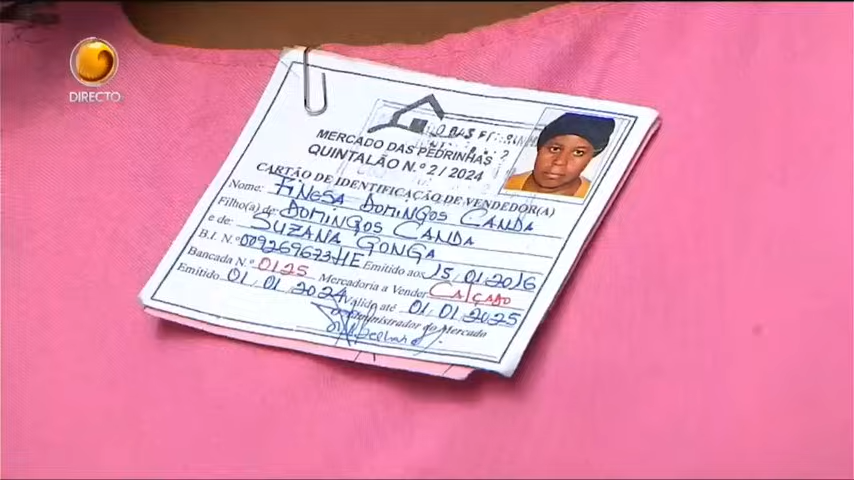 DIRECTO
MERCADO DAS PEDRINHAS
QUINTALÃO N.º 2 / 2024
CARTÃO DE IDENTIFICAÇÃO DE VENDEDOR(A)
Nome: FINESA DOMINGOS CANDA
Filho(a) de: DOMINGOS CANDA
e de: SUZANA GONGA
B.I. N.º 009269673HE Emitido aos 15.01.2016
Bancada N.º 0125 Mercadoria a Vender CALÇADO
Emitido 01.01.2024 Válido até 01.01.2025
O Administrador do Mercado